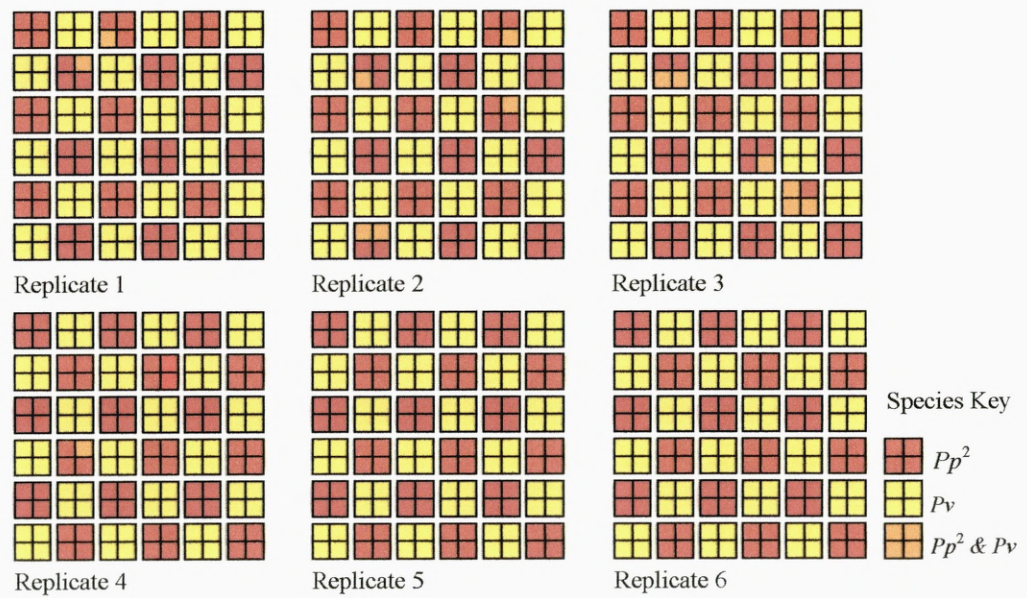 Replicate 1
Replicate 2
Replicate 3
Replicate 4
Replicate 5
Replicate 6
Species Key
Pp²
Pv
Pp² & Pv